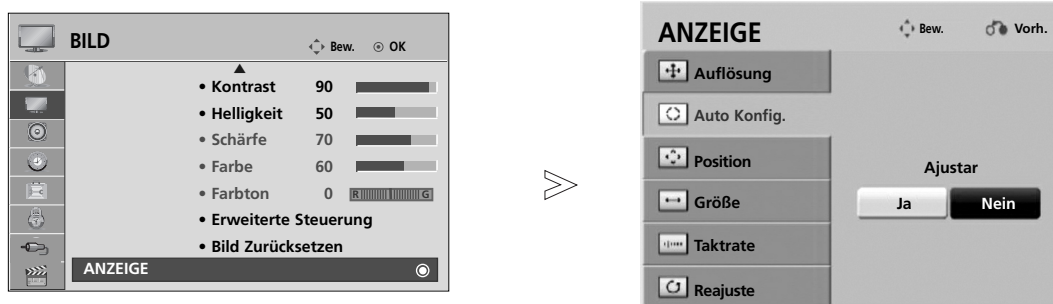 BILD
Bew. OK
• Kontrast 90
• Helligkeit 50
• Schärfe 70
• Farbe 60
• Farbton 0 R G
• Erweiterte Steuerung
• Bild Zurücksetzen
ANZEIGE
ANZEIGE
Bew. Vorh.
Auflösung
Auto Konfig.
Position
Größe
Taktrate
Reajuste
Ajustar
Ja Nein